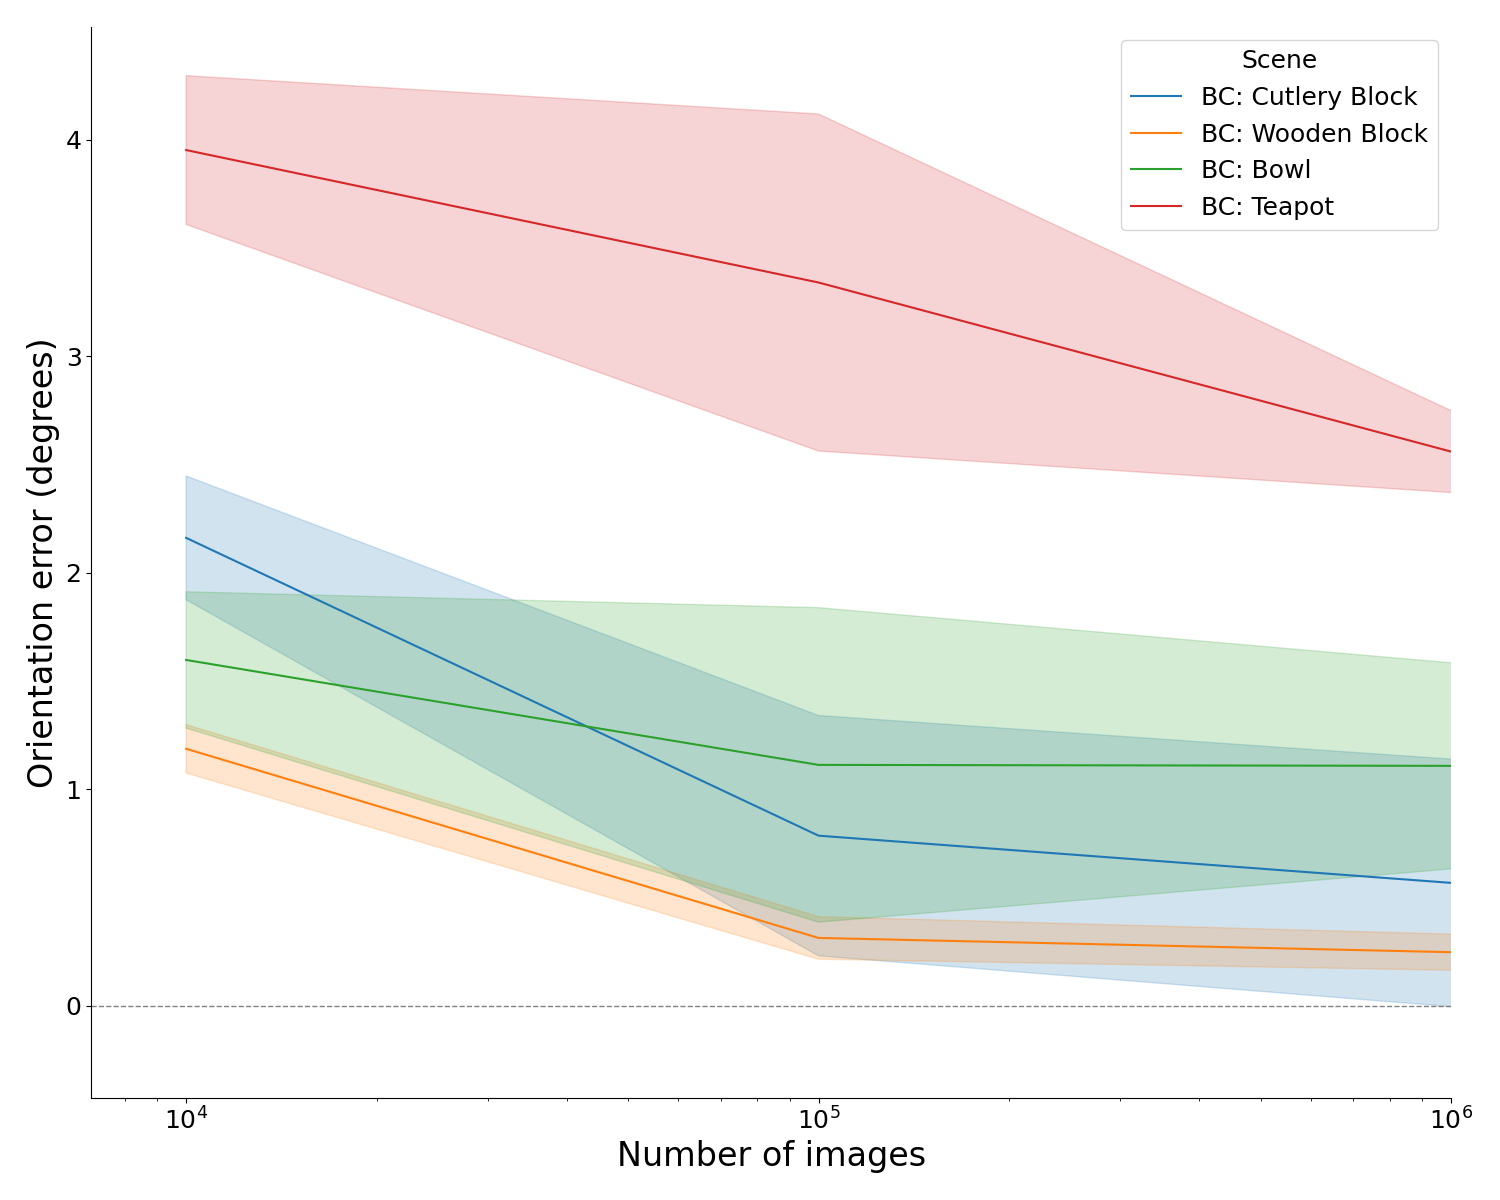 Scene
BC: Cutlery Block
BC: Wooden Block
BC: Bowl
BC: Teapot
Orientation error (degrees)
4
3
2
1
0
10⁴ 10⁵ 10⁶
Number of images